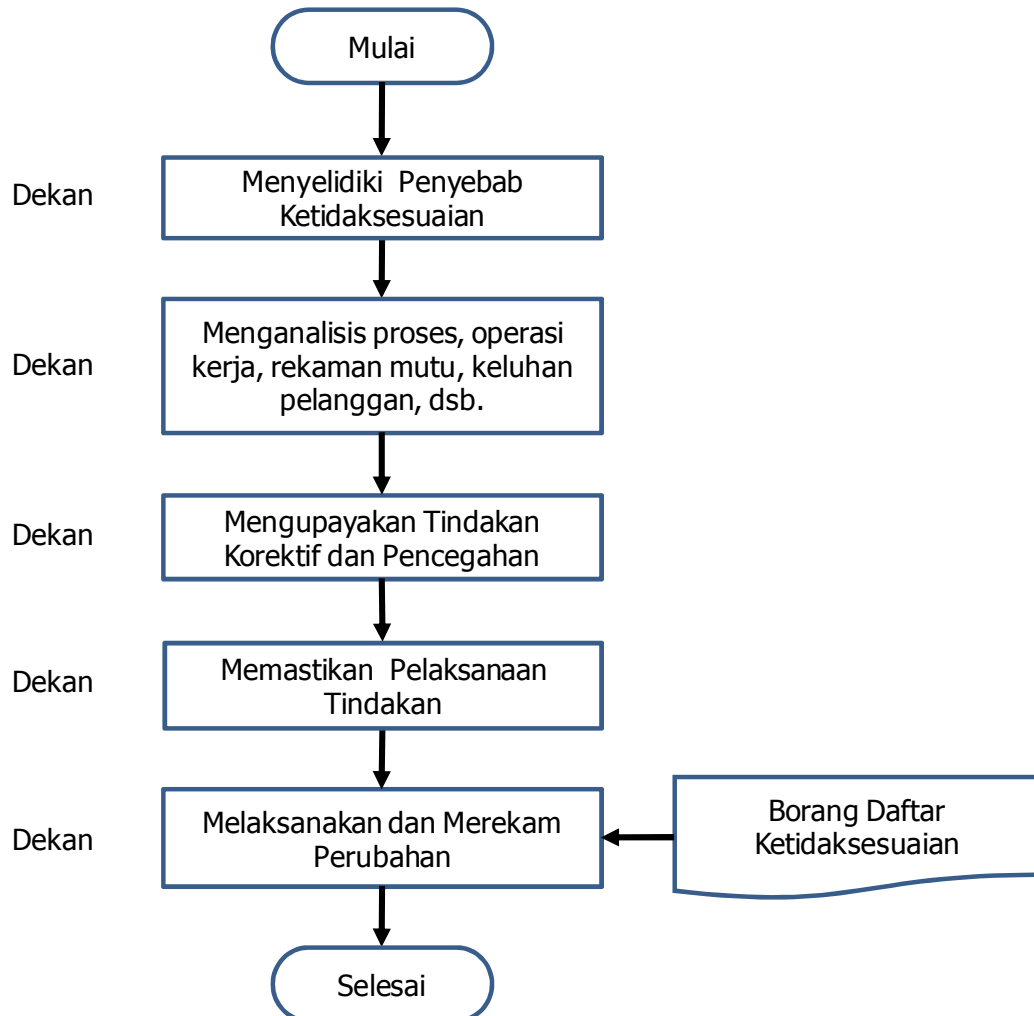 Mulai
Dekan
Menyelidiki Penyebab
Ketidaksesuaian
Dekan
Menganalisis proses, operasi
kerja, rekaman mutu, keluhan
pelanggan, dsb.
Dekan
Mengupayakan Tindakan
Korektif dan Pencegahan
Dekan
Memastikan Pelaksanaan
Tindakan
Dekan
Melaksanakan dan Merekam
Perubahan
Borang Daftar
Ketidaksesuaian
Selesai